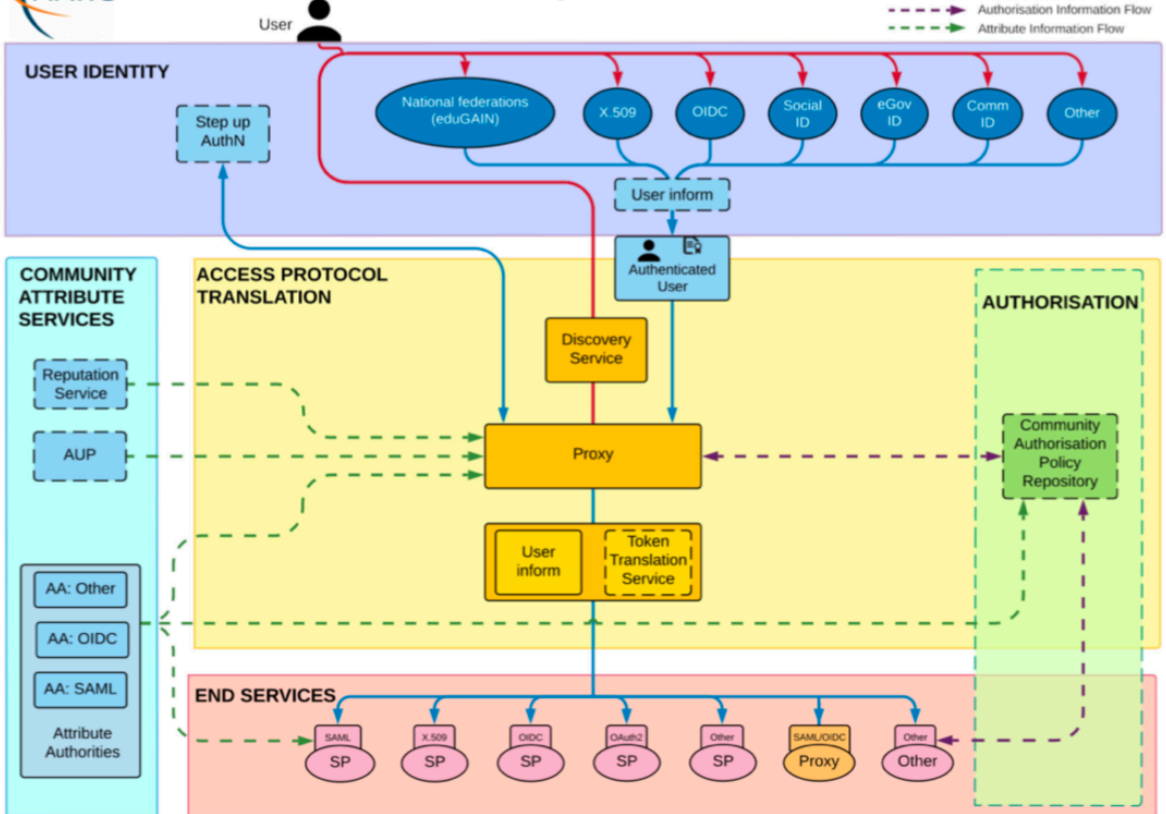 User
Authorisation Information Flow
Attribute Information Flow
USER IDENTITY
Step up
AuthN
National federations
(eduGAIN)
X.509
OIDC
Social
ID
eGov
ID
Comm
ID
Other
User inform
Authenticated
User
COMMUNITY
ATTRIBUTE
SERVICES
Reputation
Service
AUP
AA: Other
AA: OIDC
AA: SAML
Attribute
Authorities
ACCESS PROTOCOL
TRANSLATION
Discovery
Service
Proxy
User
inform
Token
Translation
Service
AUTHORISATION
Community
Authorisation
Policy
Repository
END SERVICES
SAML
SP
X.509
SP
OIDC
SP
OAuth2
SP
Other
SP
SAML/OIDC
Proxy
Other
Other